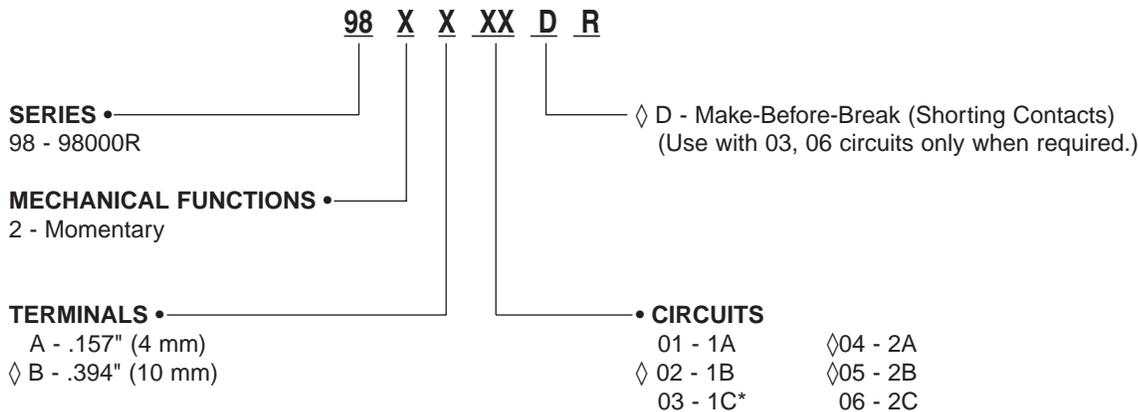 98 X X XX D R
SERIES •
98 - 98000R
◊ D - Make-Before-Break (Shorting Contacts)
(Use with 03, 06 circuits only when required.)
MECHANICAL FUNCTIONS •
2 - Momentary
TERMINALS •
A - .157" (4 mm)
◊ B - .394" (10 mm)
• CIRCUITS
01 - 1A ◊04 - 2A
◊ 02 - 1B ◊05 - 2B
03 - 1C* 06 - 2C